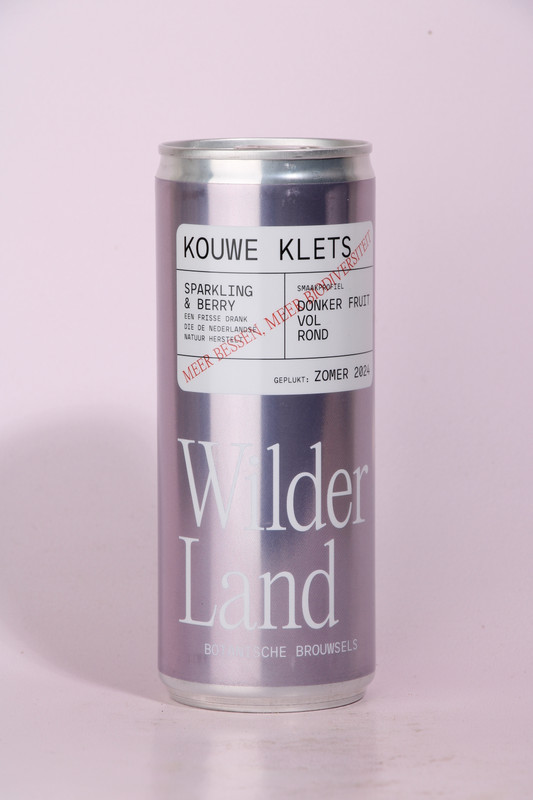 KOUWE KLETS
SPARKLING
& BERRY
EEN FRISSE DRANK
DIE DE NEDERLANDSE
NATUUR HERSTELT
SMAAKPROFIEL
DONKER FRUIT
VOL
ROND
MEER BESSEN, MEER BIODIVERSITEIT
GEPLUKT: ZOMER 2024
Wilder
Land
BOTANISCHE BROUWSELS